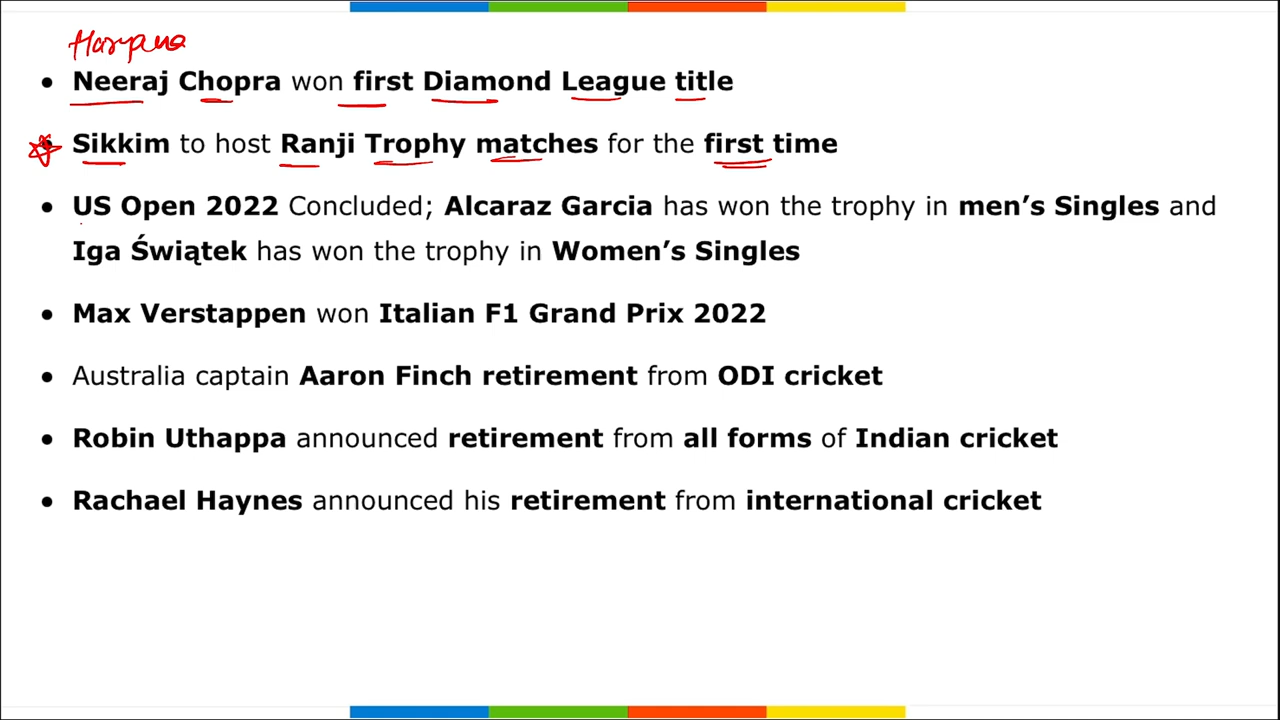 Haryana
• Neeraj Chopra won first Diamond League title
• Sikkim to host Ranji Trophy matches for the first time
• US Open 2022 Concluded; Alcaraz Garcia has won the trophy in men’s Singles and
Iga Świątek has won the trophy in Women’s Singles
• Max Verstappen won Italian F1 Grand Prix 2022
• Australia captain Aaron Finch retirement from ODI cricket
• Robin Uthappa announced retirement from all forms of Indian cricket
• Rachael Haynes announced his retirement from international cricket